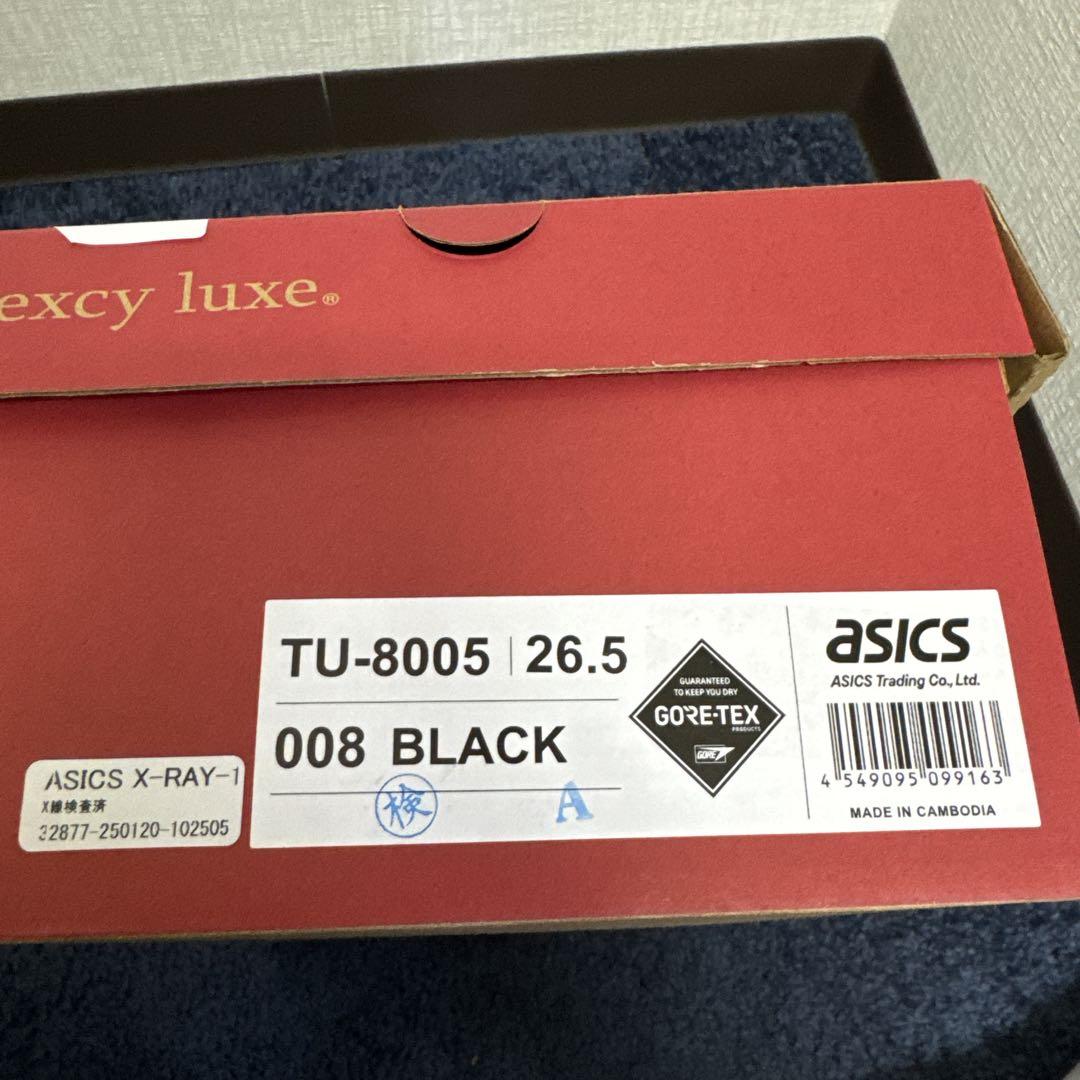 excy luxe®
TU-8005 | 26.5
008 BLACK
検
A
GUARANTEED
TO KEEP YOU DRY
GORE-TEX
PRODUCTS
GORE
asics
ASICS Trading Co., Ltd.
4 549095 099163
MADE IN CAMBODIA
ASICS X-RAY-1
X線検査済
32877-250120-102505